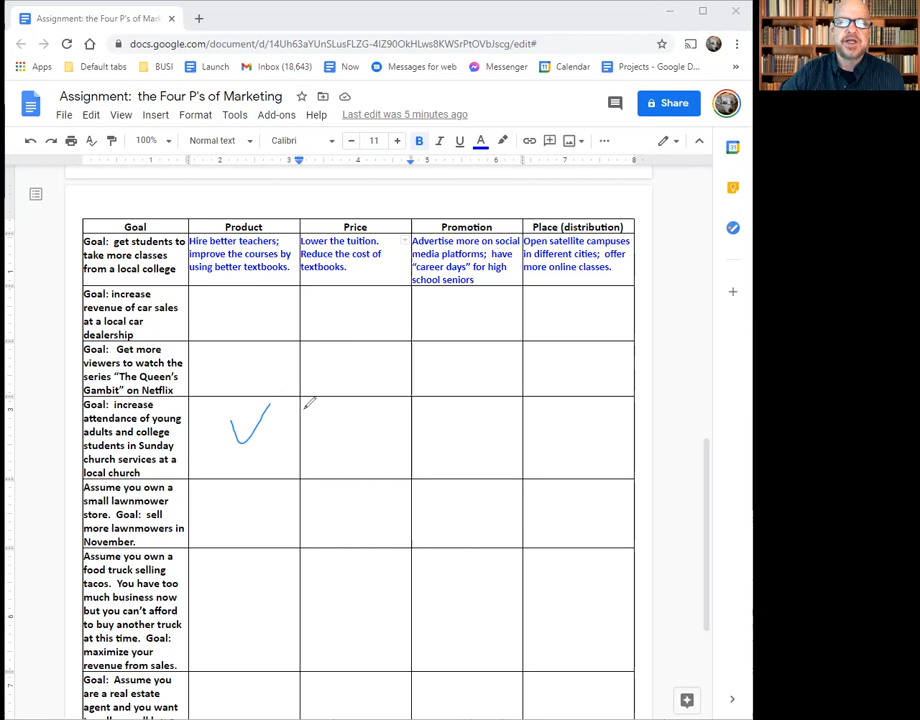 Assignment: the Four P's of Marke
docs.google.com/document/d/14Uh63aYUnSLusFLZG-4IZ90OkHLws8KWSrPtOVbJscg/edit#
Apps Default tabs BUSI Launch Inbox (18,643) Now Messages for web Messenger Calendar Projects - Google D... »
Assignment: the Four P's of Marketing
File Edit View Insert Format Tools Add-ons Help Last edit was 5 minutes ago
Share
100% Normal text Calibri 11 B I U A
1 2 3 5 6 7 8
Goal Product Price Promotion Place (distribution)
Goal: get students to
take more classes
from a local college
Hire better teachers;
improve the courses by
using better textbooks.
Lower the tuition.
Reduce the cost of
textbooks.
Advertise more on social
media platforms; have
"career days" for high
school seniors
Open satellite campuses
in different cities; offer
more online classes.
Goal: increase
revenue of car sales
at a local car
dealership
Goal: Get more
viewers to watch the
series "The Queen's
Gambit" on Netflix
Goal: increase
attendance of young
adults and college
students in Sunday
church services at a
local church
Assume you own a
small lawnmower
store. Goal: sell
more lawnmowers in
November.
Assume you own a
food truck selling
tacos. You have too
much business now
but you can't afford
to buy another truck
at this time. Goal:
maximize your
revenue from sales.
Goal: Assume you
are a real estate
agent and you want